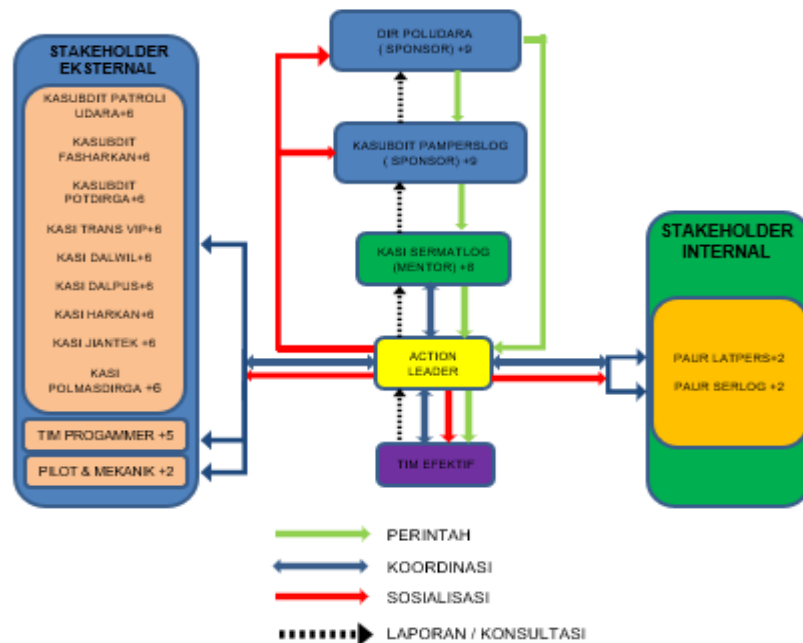 DIR POLUDARA
( SPONSOR) +9
STAKEHOLDER
EKSTERNAL
KASUBDIT PATROLI
UDARA+6
KASUBDIT
FASHARKAN+6
KASUBDIT
POTDIRGA+6
KASI TRANS VIP+6
KASI DALWIL+6
KASI DALPUS+6
KASI HARKAN+6
KASI JIANTEK +6
KASI
POLMASDIRGA +6
TIM PROGAMMER +5
PILOT & MEKANIK +2
KASUBDIT PAMPERSLOG
( SPONSOR) +9
KASI SERMATLOG
(MENTOR) +8
ACTION
LEADER
TIM EFEKTIF
STAKEHOLDER
INTERNAL
PAUR LATPERS+2
PAUR SERLOG +2
PERINTAH
KOORDINASI
SOSIALISASI
LAPORAN / KONSULTASI